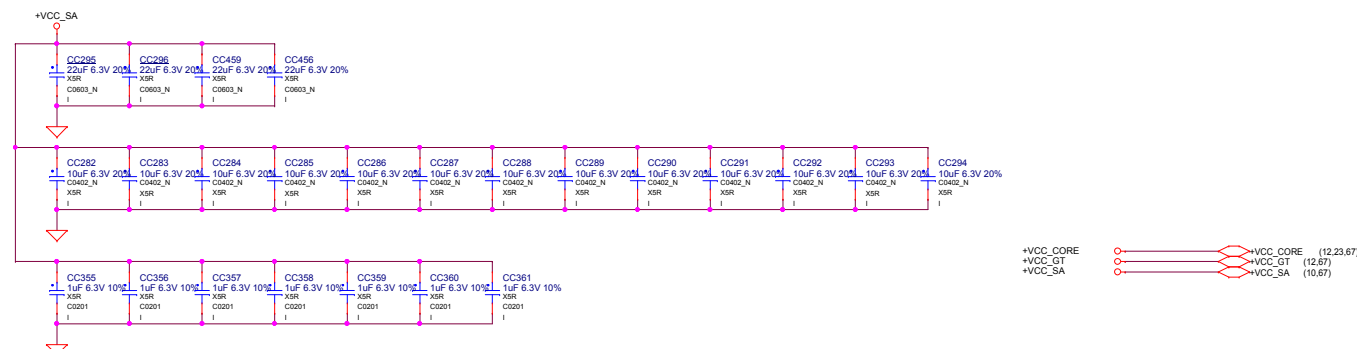 +VCC_SA
CC295 CC296 CC459 CC456
22uF 6.3V 20% 22uF 6.3V 20% 22uF 6.3V 20% 22uF 6.3V 20%
X5R X5R X5R X5R
C0603_N C0603_N C0603_N C0603_N
I I I I
CC282 CC283 CC284 CC285 CC286 CC287 CC288 CC289 CC290 CC291 CC292 CC293 CC294
10uF 6.3V 20% 10uF 6.3V 20% 10uF 6.3V 20% 10uF 6.3V 20% 10uF 6.3V 20% 10uF 6.3V 20% 10uF 6.3V 20% 10uF 6.3V 20% 10uF 6.3V 20% 10uF 6.3V 20% 10uF 6.3V 20% 10uF 6.3V 20% 10uF 6.3V 20%
C0402_N C0402_N C0402_N C0402_N C0402_N C0402_N C0402_N C0402_N C0402_N C0402_N C0402_N C0402_N C0402_N
X5R X5R X5R X5R X5R X5R X5R X5R X5R X5R X5R X5R X5R
I I I I I I I I I I I I I
+VCC_CORE +VCC_CORE (12,23,67)
+VCC_GT +VCC_GT (12,67)
+VCC_SA +VCC_SA (10,67)
CC355 CC356 CC357 CC358 CC359 CC360 CC361
1uF 6.3V 10% 1uF 6.3V 10% 1uF 6.3V 10% 1uF 6.3V 10% 1uF 6.3V 10% 1uF 6.3V 10% 1uF 6.3V 10%
X5R X5R X5R X5R X5R X5R X5R
C0201 C0201 C0201 C0201 C0201 C0201 C0201
I I I I I I I